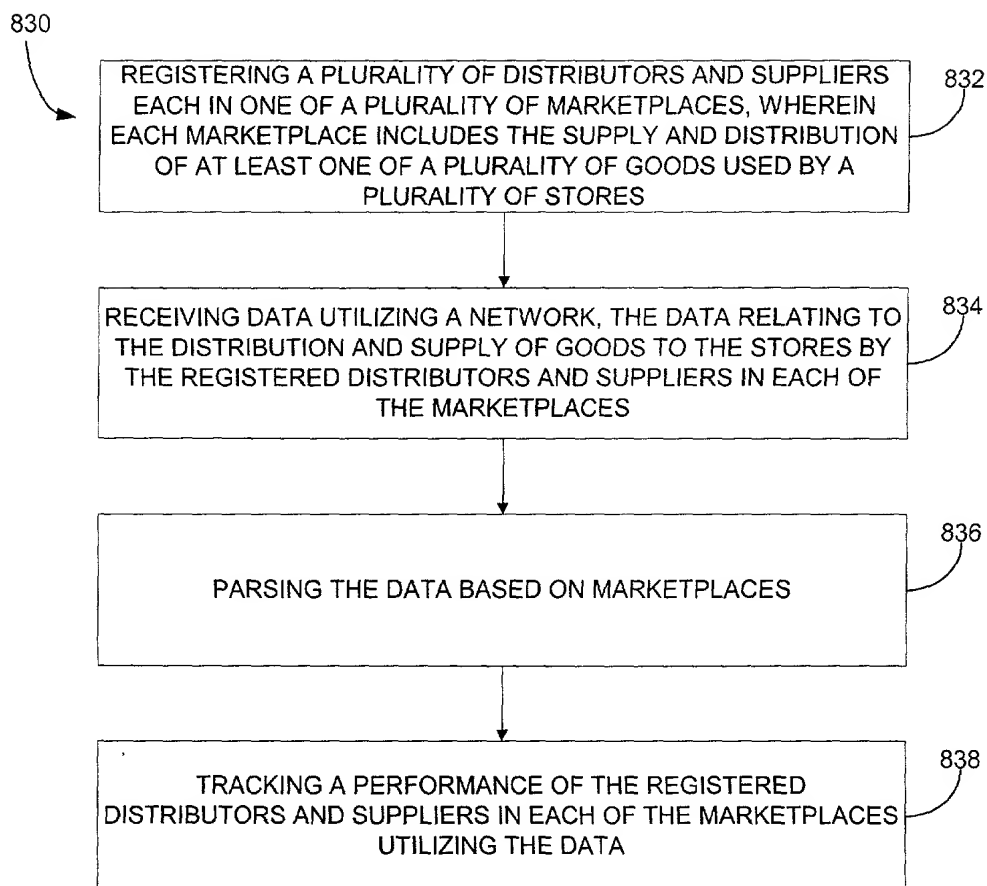 830
REGISTERING A PLURALITY OF DISTRIBUTORS AND SUPPLIERS
EACH IN ONE OF A PLURALITY OF MARKETPLACES, WHEREIN
EACH MARKETPLACE INCLUDES THE SUPPLY AND DISTRIBUTION
OF AT LEAST ONE OF A PLURALITY OF GOODS USED BY A
PLURALITY OF STORES
832
RECEIVING DATA UTILIZING A NETWORK, THE DATA RELATING TO
THE DISTRIBUTION AND SUPPLY OF GOODS TO THE STORES BY
THE REGISTERED DISTRIBUTORS AND SUPPLIERS IN EACH OF
THE MARKETPLACES
834
PARSING THE DATA BASED ON MARKETPLACES
836
TRACKING A PERFORMANCE OF THE REGISTERED
DISTRIBUTORS AND SUPPLIERS IN EACH OF THE MARKETPLACES
UTILIZING THE DATA
838